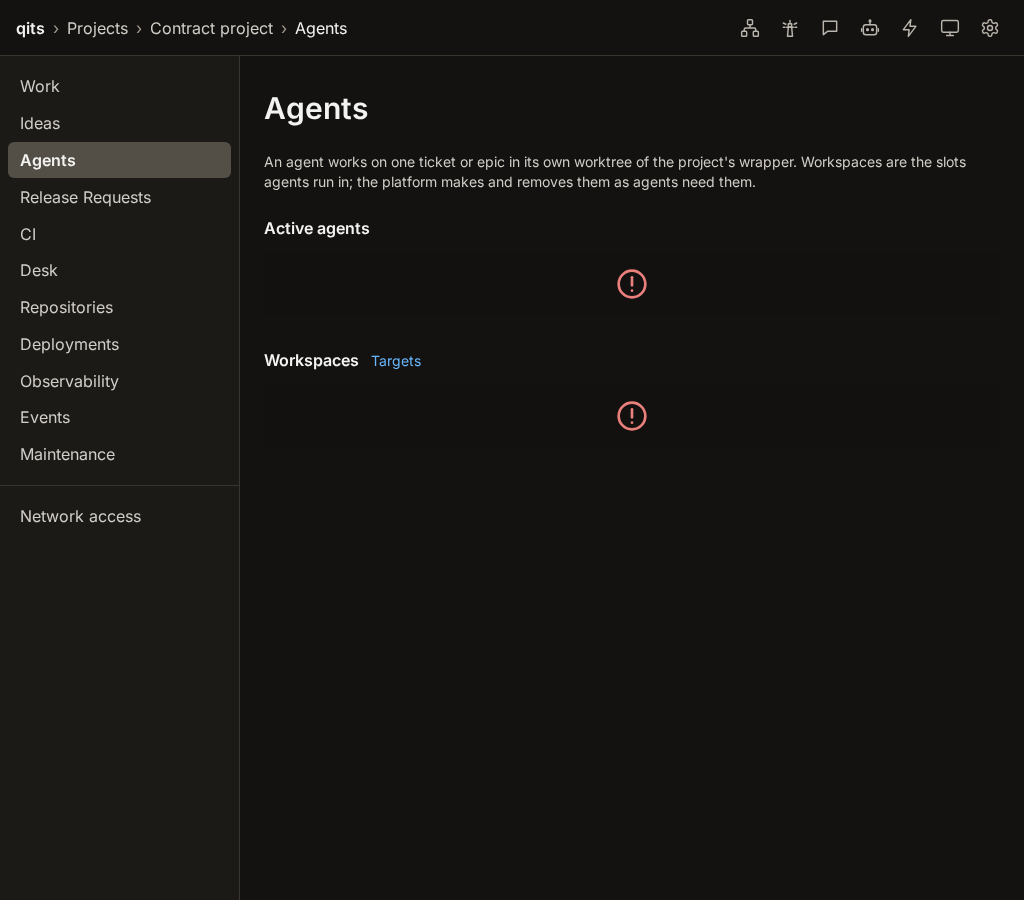 qits › Projects › Contract project › Agents
Work
Ideas
Agents
Release Requests
CI
Desk
Repositories
Deployments
Observability
Events
Maintenance
Network access
Agents
An agent works on one ticket or epic in its own worktree of the project's wrapper. Workspaces are the slots
agents run in; the platform makes and removes them as agents need them.
Active agents
Workspaces Targets